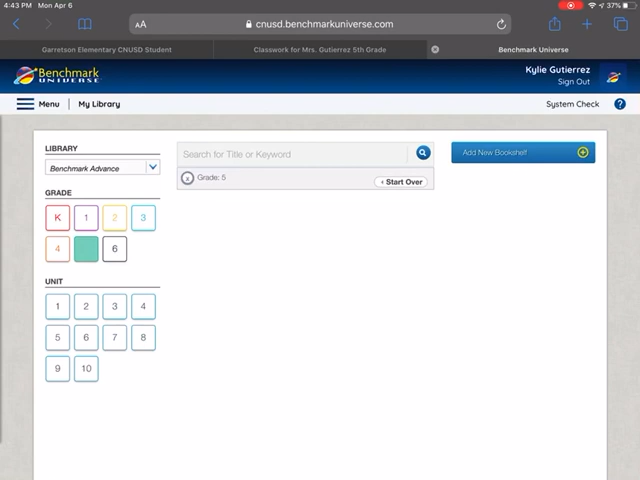 4:43 PM Mon Apr 6
37%
AA
cnusd.benchmarkuniverse.com
Garretson Elementary CNUSD Student
Classwork for Mrs. Gutierrez 5th Grade
Benchmark Universe
Benchmark
UNIVERSE
Kylie Gutierrez
Sign Out
Menu
My Library
System Check
?
LIBRARY
Benchmark Advance
Search for Title or Keyword
Add New Bookshelf
x Grade: 5
‹ Start Over
GRADE
K 1 2 3
4 6
UNIT
1 2 3 4
5 6 7 8
9 10